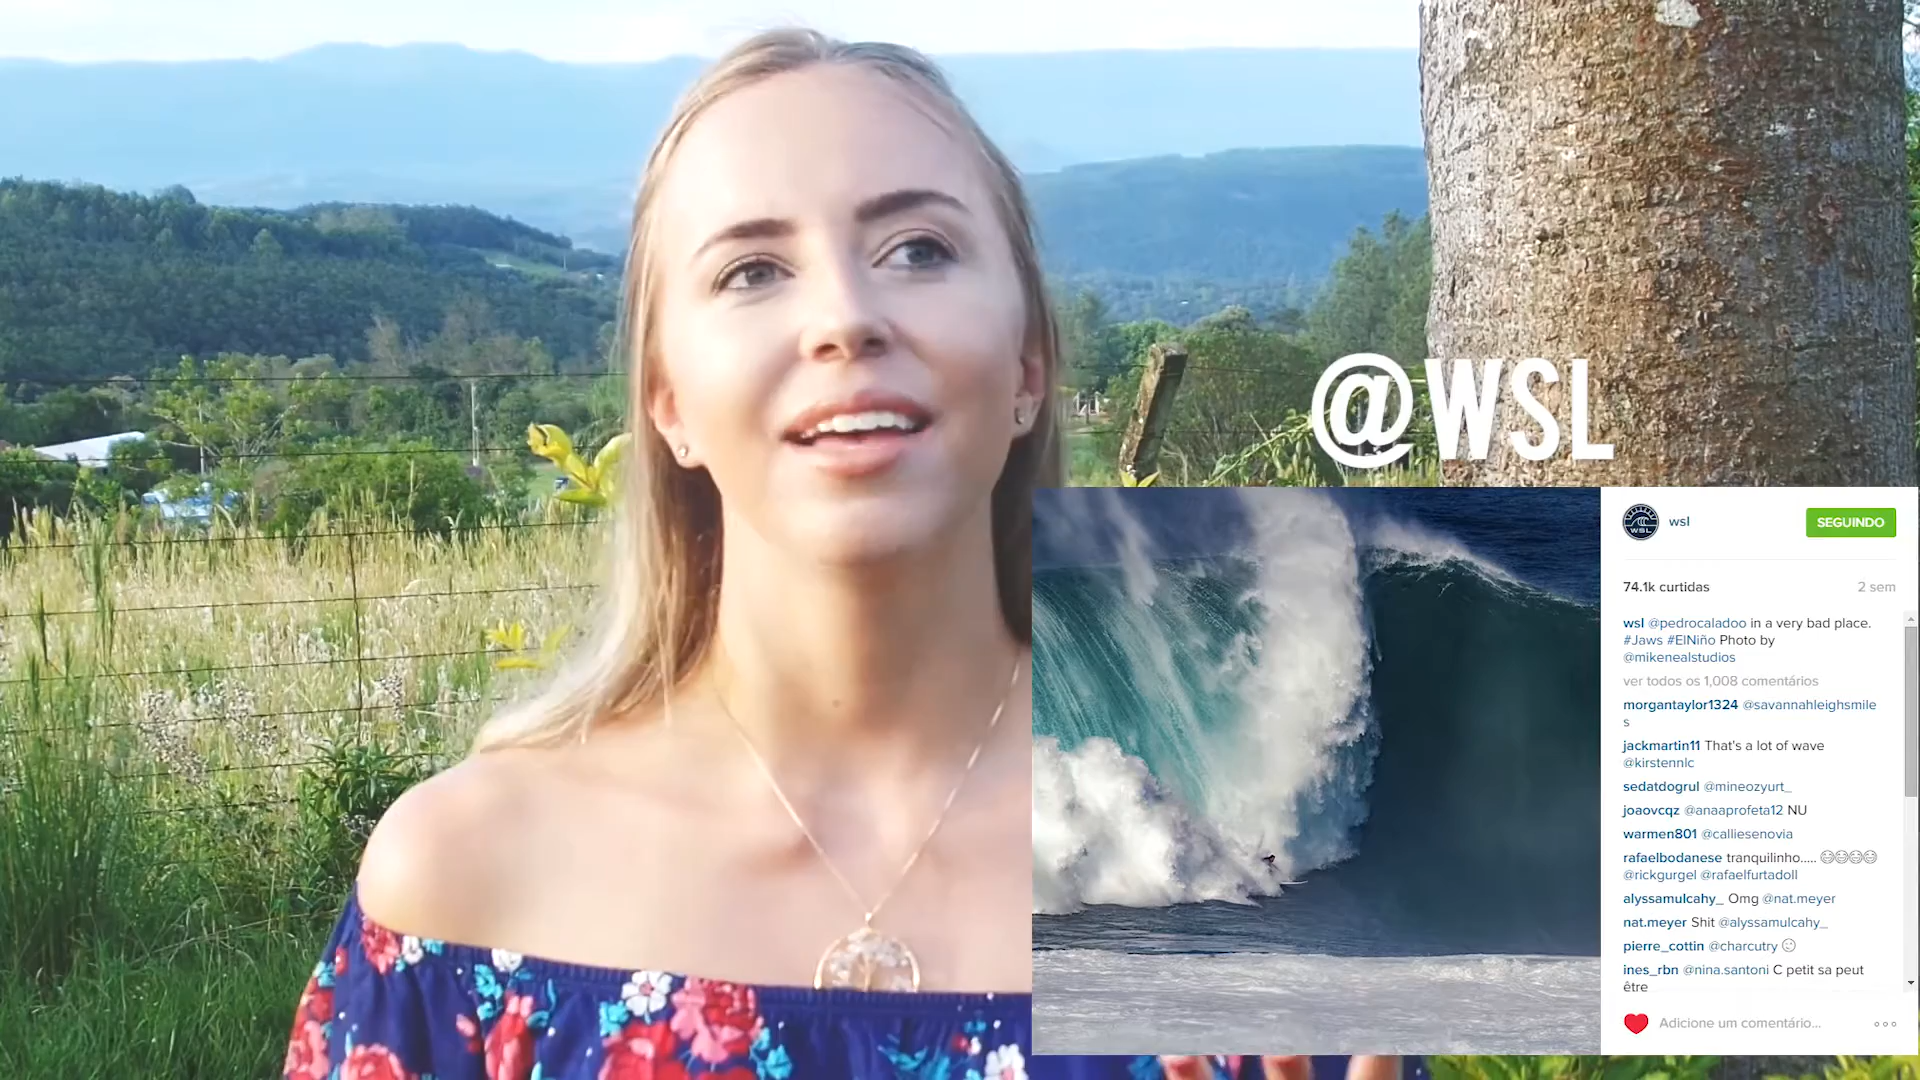 @WSL
WSL
wsl
SEGUINDO
74.1k curtidas
2 sem
wsl @pedrocaladoo in a very bad place.
#Jaws #ElNiño Photo by
@mikenealstudios
ver todos os 1,008 comentários
morgantaylor1324 @savannahleighsmile
s
jackmartin11 That's a lot of wave
@kirstennlc
sedatdogrul @mineozyurt_
joaovcqz @anaaprofeta12 NU
warmen801 @calliesenovia
rafaelbodanese tranquilinho..... 😂😂😂😂
@rickgurgel @rafaelfurtadoll
alyssamulcahy_ Omg @nat.meyer
nat.meyer Shit @alyssamulcahy_
pierre_cottin @charcutry
ines_rbn @nina.santoni C petit sa peut
être
Adicione um comentário...